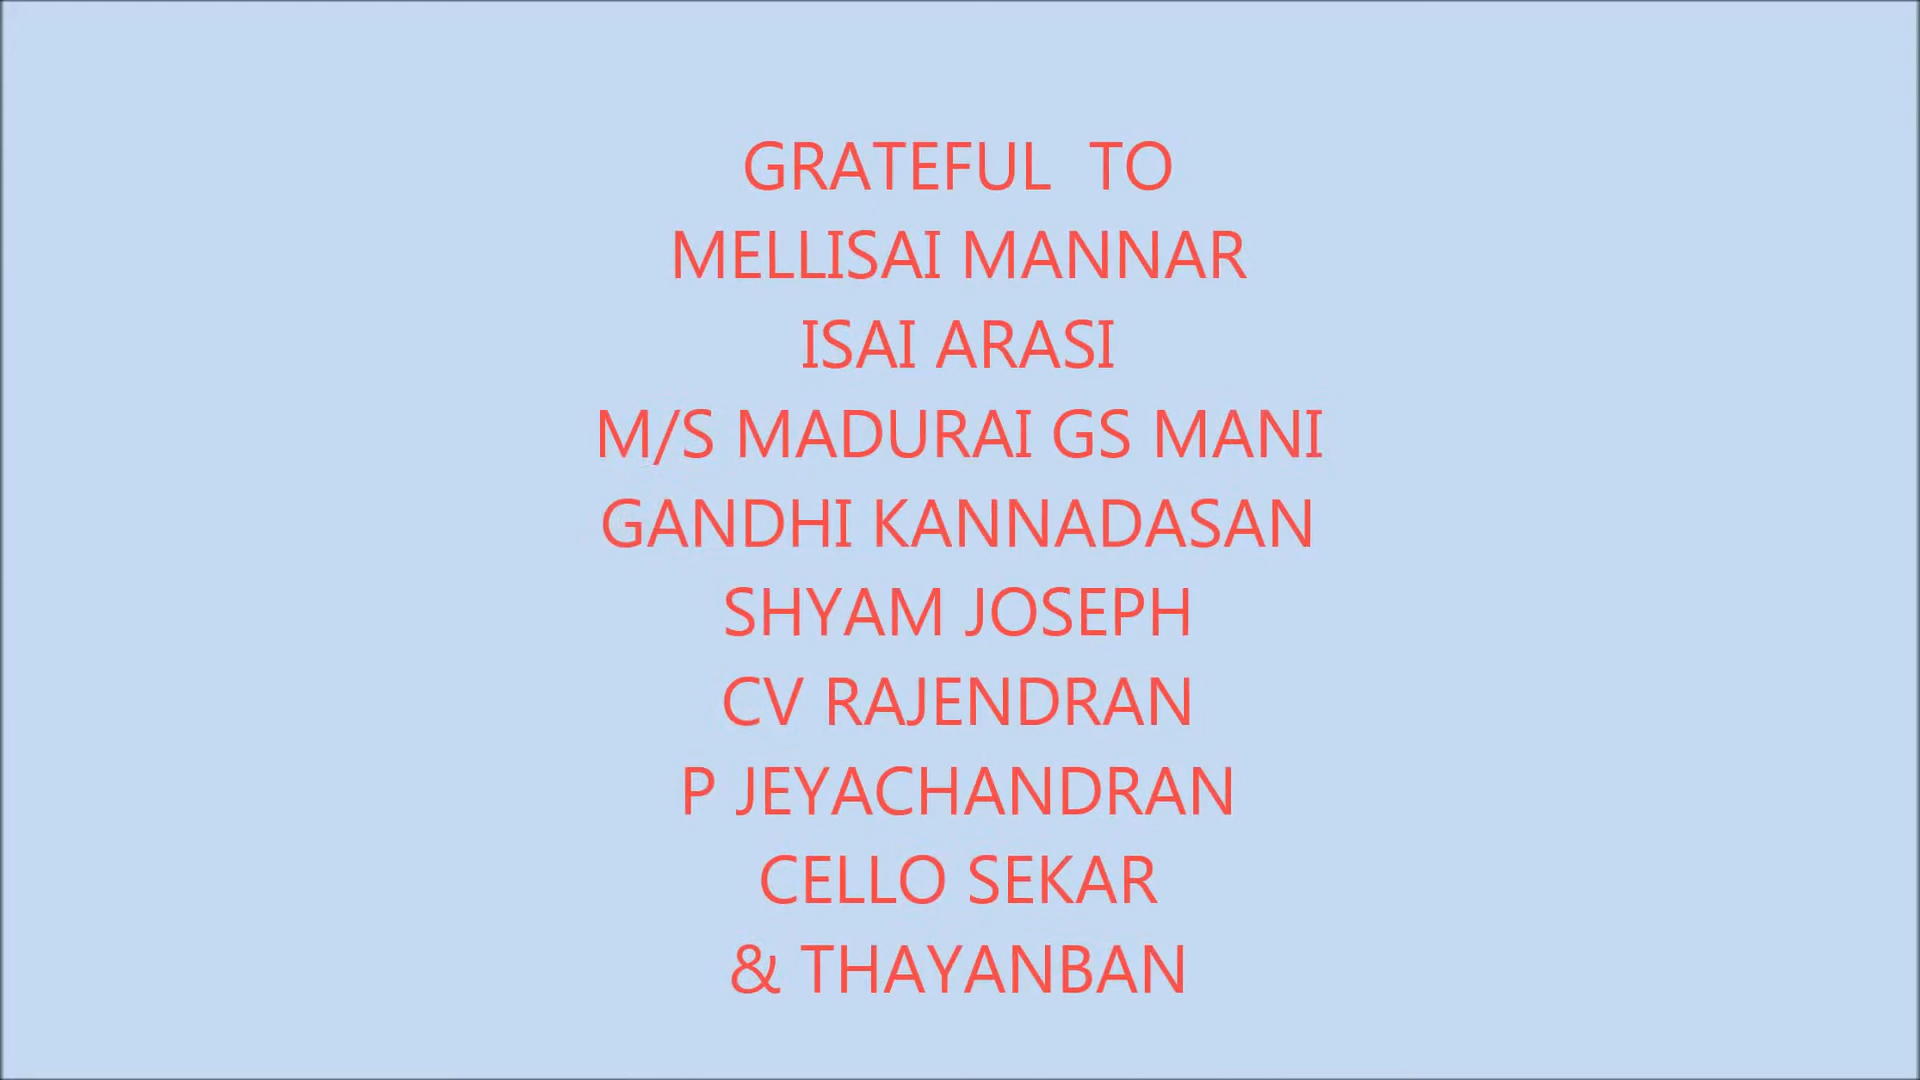 GRATEFUL TO
MELLISAI MANNAR
ISAI ARASI
M/S MADURAI GS MANI
GANDHI KANNADASAN
SHYAM JOSEPH
CV RAJENDRAN
P JEYACHANDRAN
CELLO SEKAR
& THAYANBAN